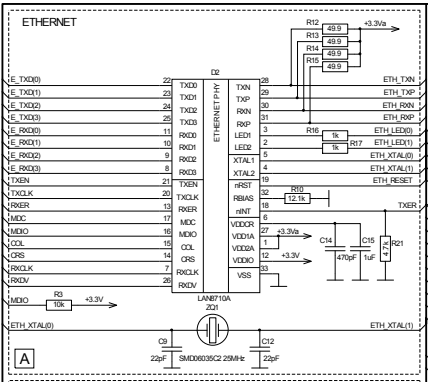 ETHERNET
R12
49.9
+3.3Va
R13
49.9
R14
49.9
R15
49.9
D2
E_TXD(0) 22 TXD0 TXN 28 ETH_TXN
E_TXD(1) 23 TXD1 TXP 29 ETH_TXP
E_TXD(2) 24 TXD2 RXN 30 ETH_RXN
E_TXD(3) 25 TXD3 RXP 31 ETH_RXP
E_RXD(0) 11 RXD0 LED1 3 R16 1k ETH_LED(0)
E_RXD(1) 10 RXD1 LED2 2 1k R17 ETH_LED(1)
E_RXD(2) 9 RXD2 XTAL1 5 ETH_XTAL(0)
E_RXD(3) 8 RXD3 XTAL2 4 ETH_XTAL(1)
TXEN 21 TXEN nRST 19 ETH_RESET
TXCLK 20 TXCLK RBIAS 32 R10 12.1k
RXER 13 RXER nINT 18 TXER
MDC 17 MDC VDDCR 6
MDIO 16 MDIO VDD1A 27 +3.3Va
COL 15 COL VDD2A 1
CRS 14 CRS VDDIO 12 +3.3V
RXCLK 7 RXCLK VSS 33
RXDV 26 RXDV
ETHERNET PHY
C14 470pF
C15 1uF
R21 4.7k
LAN8710A
MDIO R3 10k +3.3V
ZQ1
ETH_XTAL(0) ETH_XTAL(1)
C9 C12
22pF SMD06035C2 25MHz 22pF
A